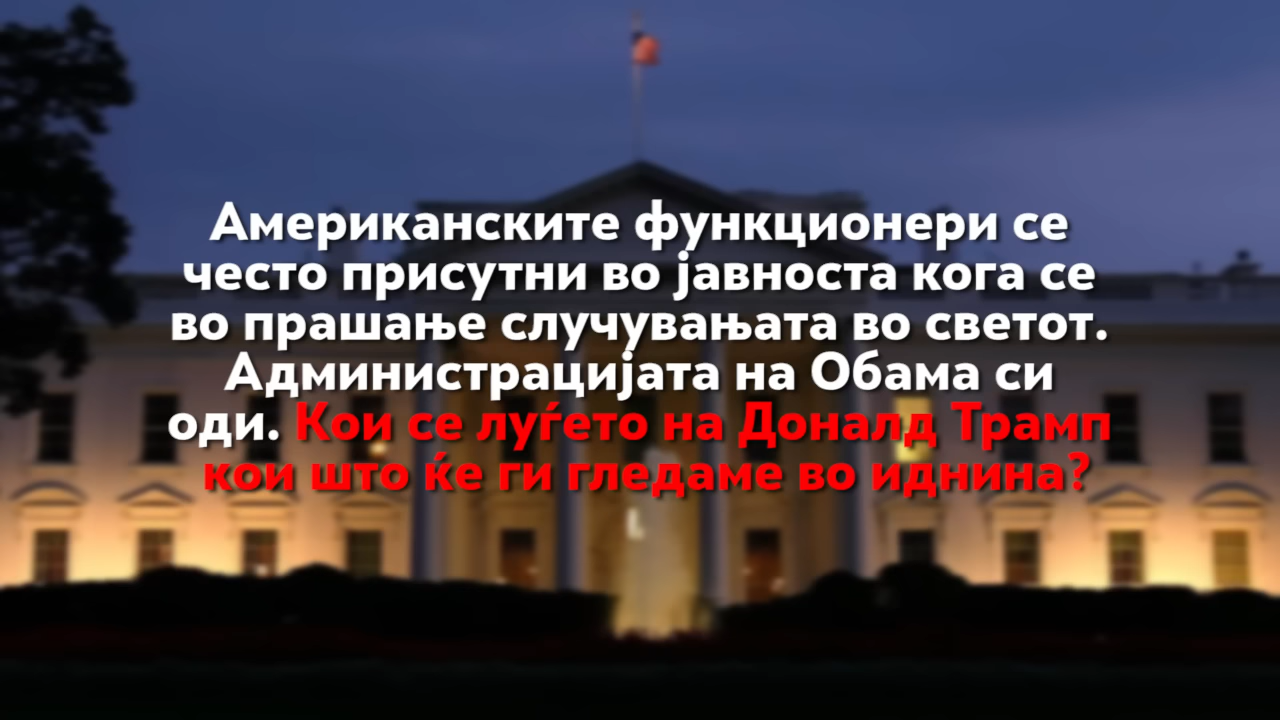 Американските функционери се
често присутни во јавноста кога се
во прашање случувањата во светот.
Администрацијата на Обама си
оди. Кои се луѓето на Доналд Трамп
кои што ќе ги гледаме во иднина?